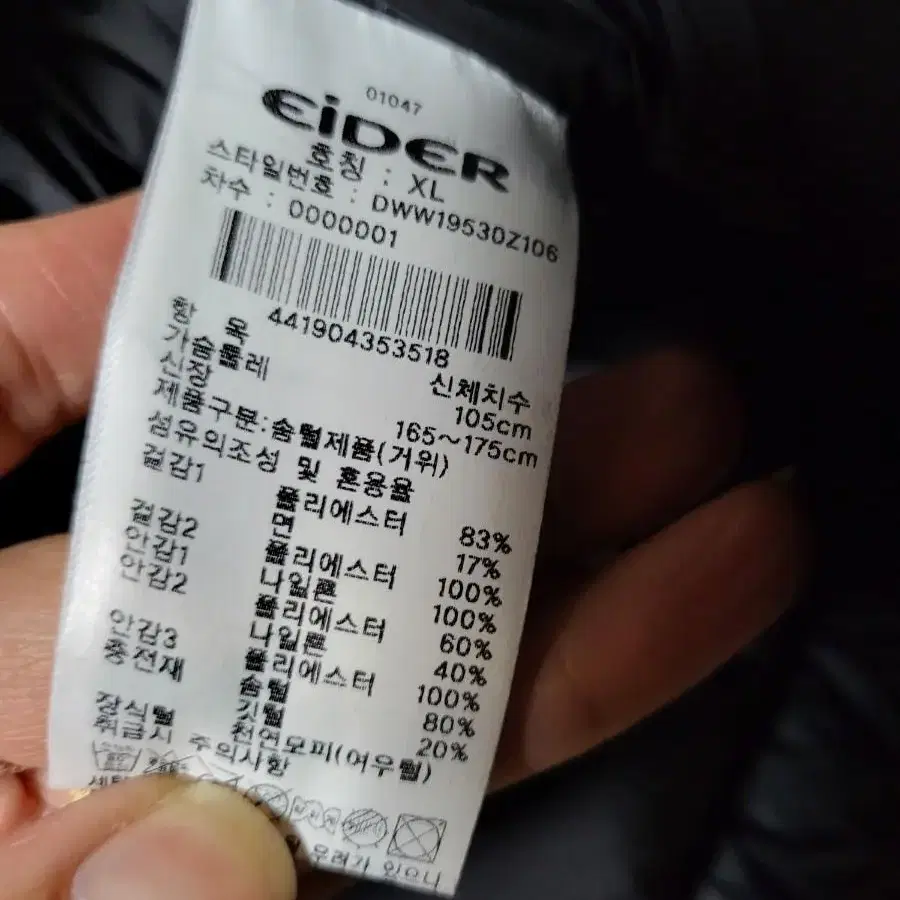 01047
EiDER
호칭 : XL
스타일번호 : DWW19530Z106
차수 : 0000001
441904353518
항 목 신체치수
가슴둘레 105cm
신장 165~175cm
제품구분:솜털제품(거위)
섬유의조성 및 혼용율
겉감1 폴리에스터 83%
면 17%
겉감2 폴리에스터 100%
안감1 나일론 100%
안감2 폴리에스터 60%
나일론 40%
안감3 폴리에스터 100%
충전재 솜털 80%
깃털 20%
장식털 천연모피(여우털)
취급시 주의사항
우려가 있으니